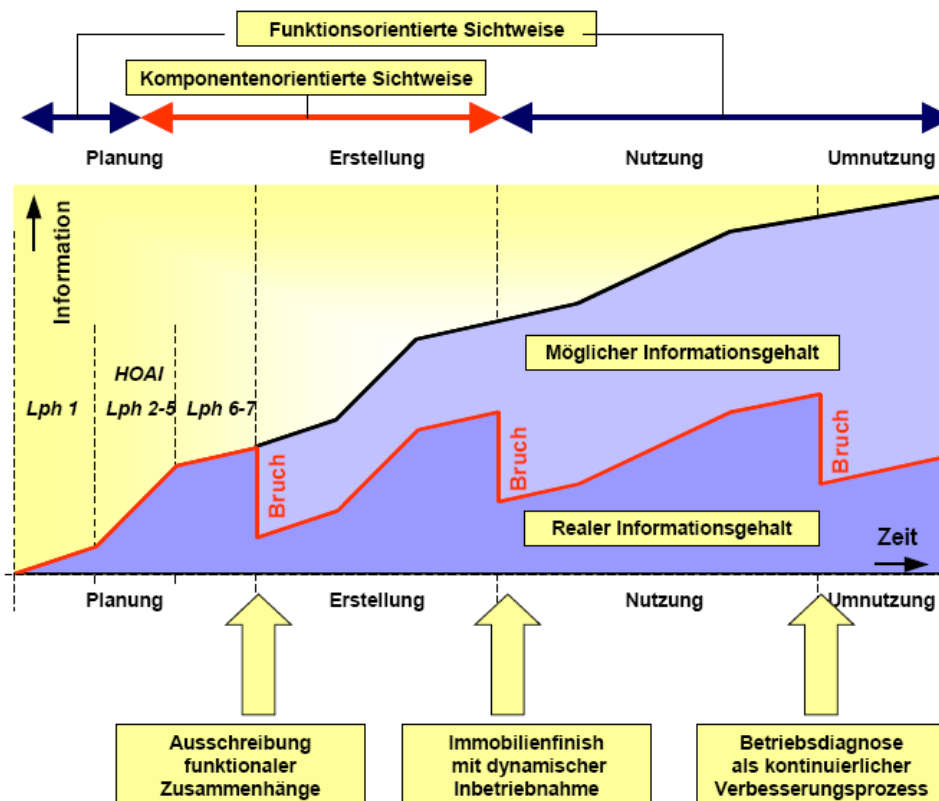 Funktionsorientierte Sichtweise
Komponentenorientierte Sichtweise
Planung
Erstellung
Nutzung
Umnutzung
Information
HOAI
Lph 1
Lph 2-5
Lph 6-7
Möglicher Informationsgehalt
Bruch
Bruch
Bruch
Realer Informationsgehalt
Zeit
Planung
Erstellung
Nutzung
Umnutzung
Ausschreibung
funktionaler
Zusammenhänge
Immobilienfinish
mit dynamischer
Inbetriebnahme
Betriebsdiagnose
als kontinuierlicher
Verbesserungsprozess